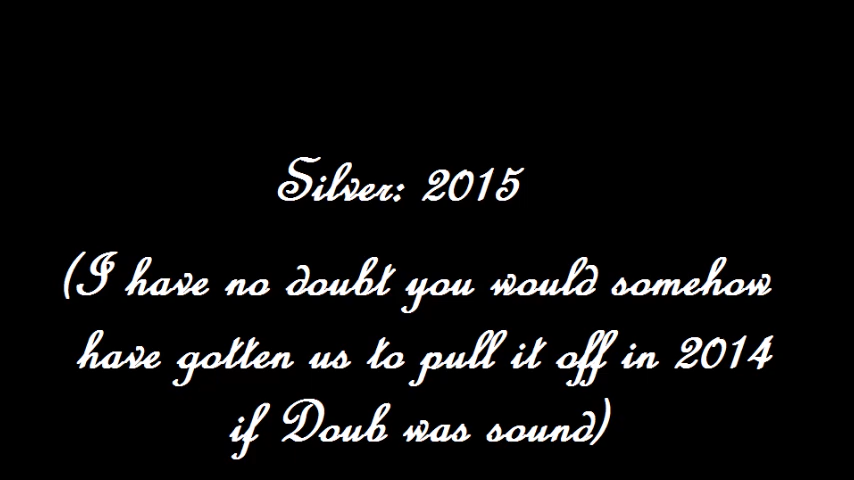 Silver: 2015
(I have no doubt you would somehow
have gotten us to pull it off in 2014
if Doub was sound)